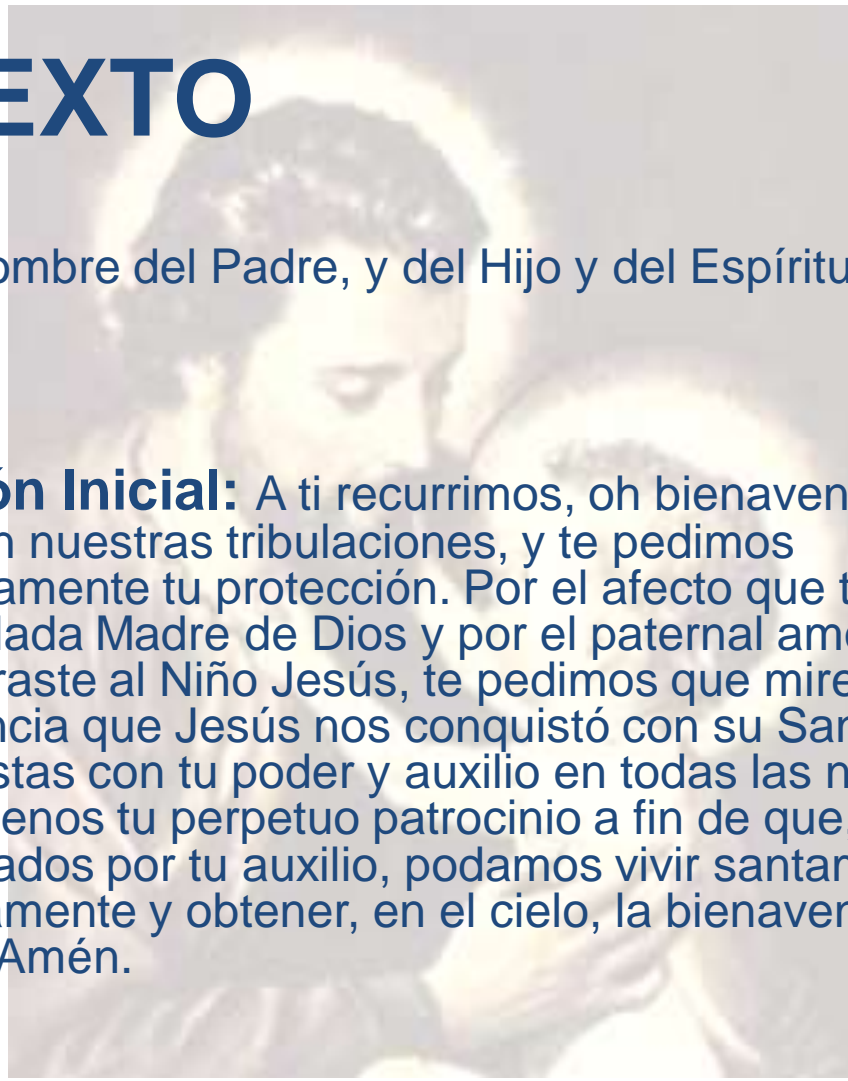 EXTO
ombre del Padre, y del Hijo y del Espíritu
ón Inicial: A ti recurrimos, oh bienaven
n nuestras tribulaciones, y te pedimos
amente tu protección. Por el afecto que t
lada Madre de Dios y por el paternal am
raste al Niño Jesús, te pedimos que mire
ncia que Jesús nos conquistó con su San
stas con tu poder y auxilio en todas las n
enos tu perpetuo patrocinio a fin de que
ados por tu auxilio, podamos vivir santa
amente y obtener, en el cielo, la bienaven
Amén.